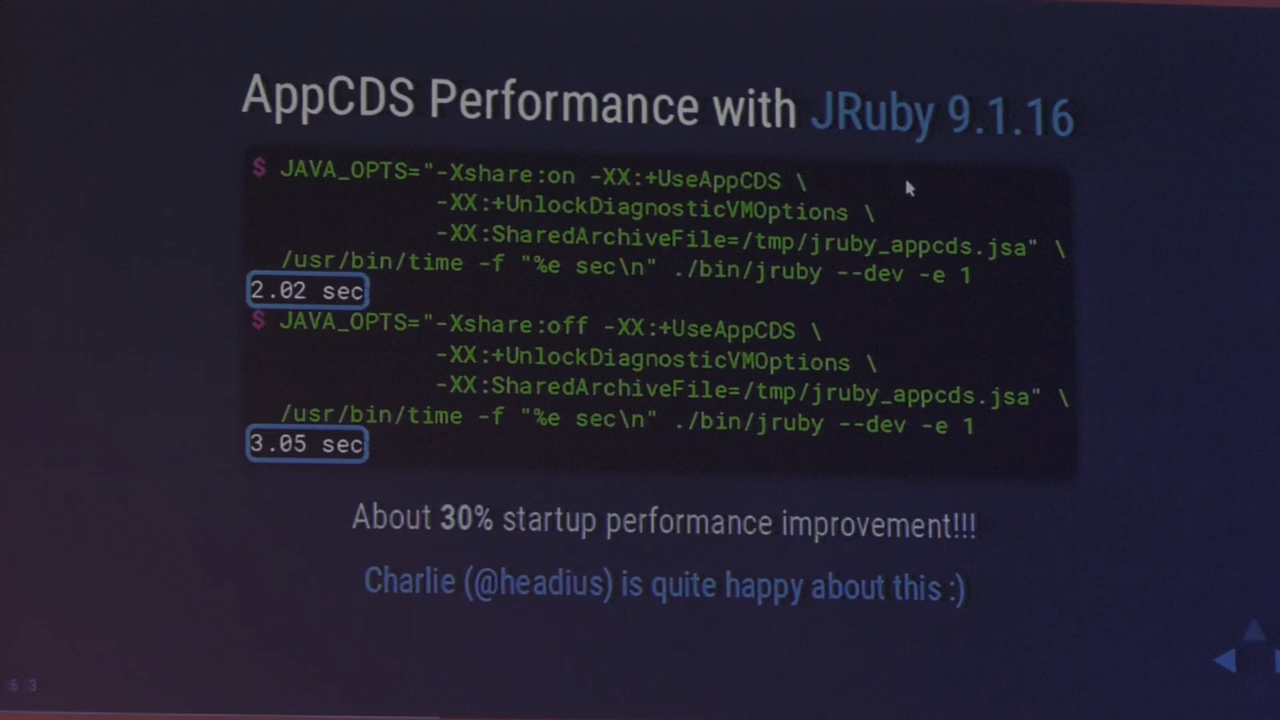 AppCDS Performance with JRuby 9.1.16
$ JAVA_OPTS="-Xshare:on -XX:+UseAppCDS \
-XX:+UnlockDiagnosticVMOptions \
-XX:SharedArchiveFile=/tmp/jruby_appcds.jsa" \
/usr/bin/time -f "%e sec\n" ./bin/jruby --dev -e 1
2.02 sec
$ JAVA_OPTS="-Xshare:off -XX:+UseAppCDS \
-XX:+UnlockDiagnosticVMOptions \
-XX:SharedArchiveFile=/tmp/jruby_appcds.jsa" \
/usr/bin/time -f "%e sec\n" ./bin/jruby --dev -e 1
3.05 sec
About 30% startup performance improvement!!!
Charlie (@headius) is quite happy about this :)
6 3